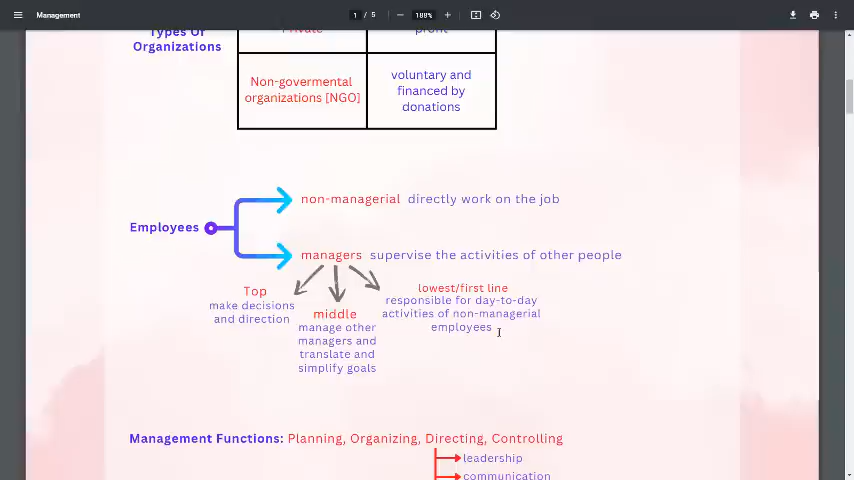 Management
1 / 5
188%
Types Of
Organizations
Private
profit
Non-govermental
organizations [NGO]
voluntary and
financed by
donations
Employees
non-managerial directly work on the job
managers supervise the activities of other people
Top
make decisions
and direction
middle
manage other
managers and
translate and
simplify goals
lowest/first line
responsible for day-to-day
activities of non-managerial
employees
Management Functions: Planning, Organizing, Directing, Controlling
leadership
communication